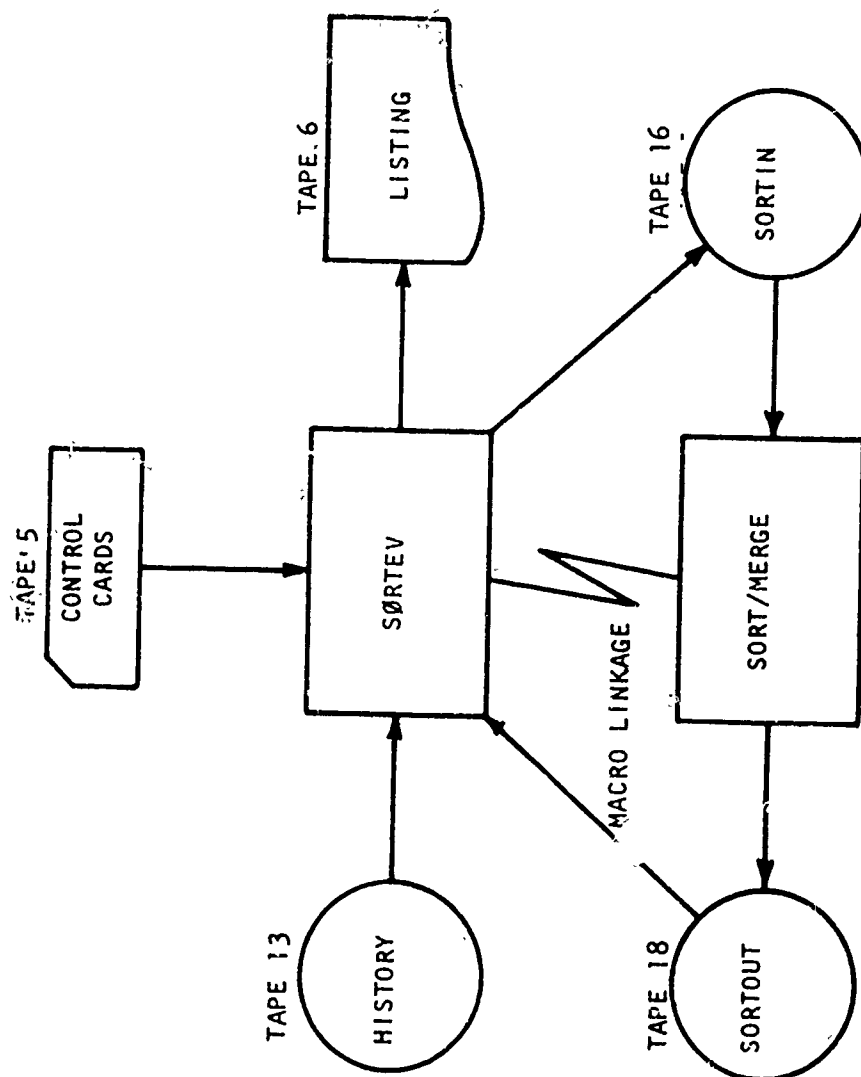 TAPE 5
CONTROL
CARDS
TAPE 13
HISTORY
SØRTEV
TAPE 6
LISTING
MACRO LINKAGE
TAPE 18
SORTOUT
SORT/MERGE
TAPE 16
SORTIN